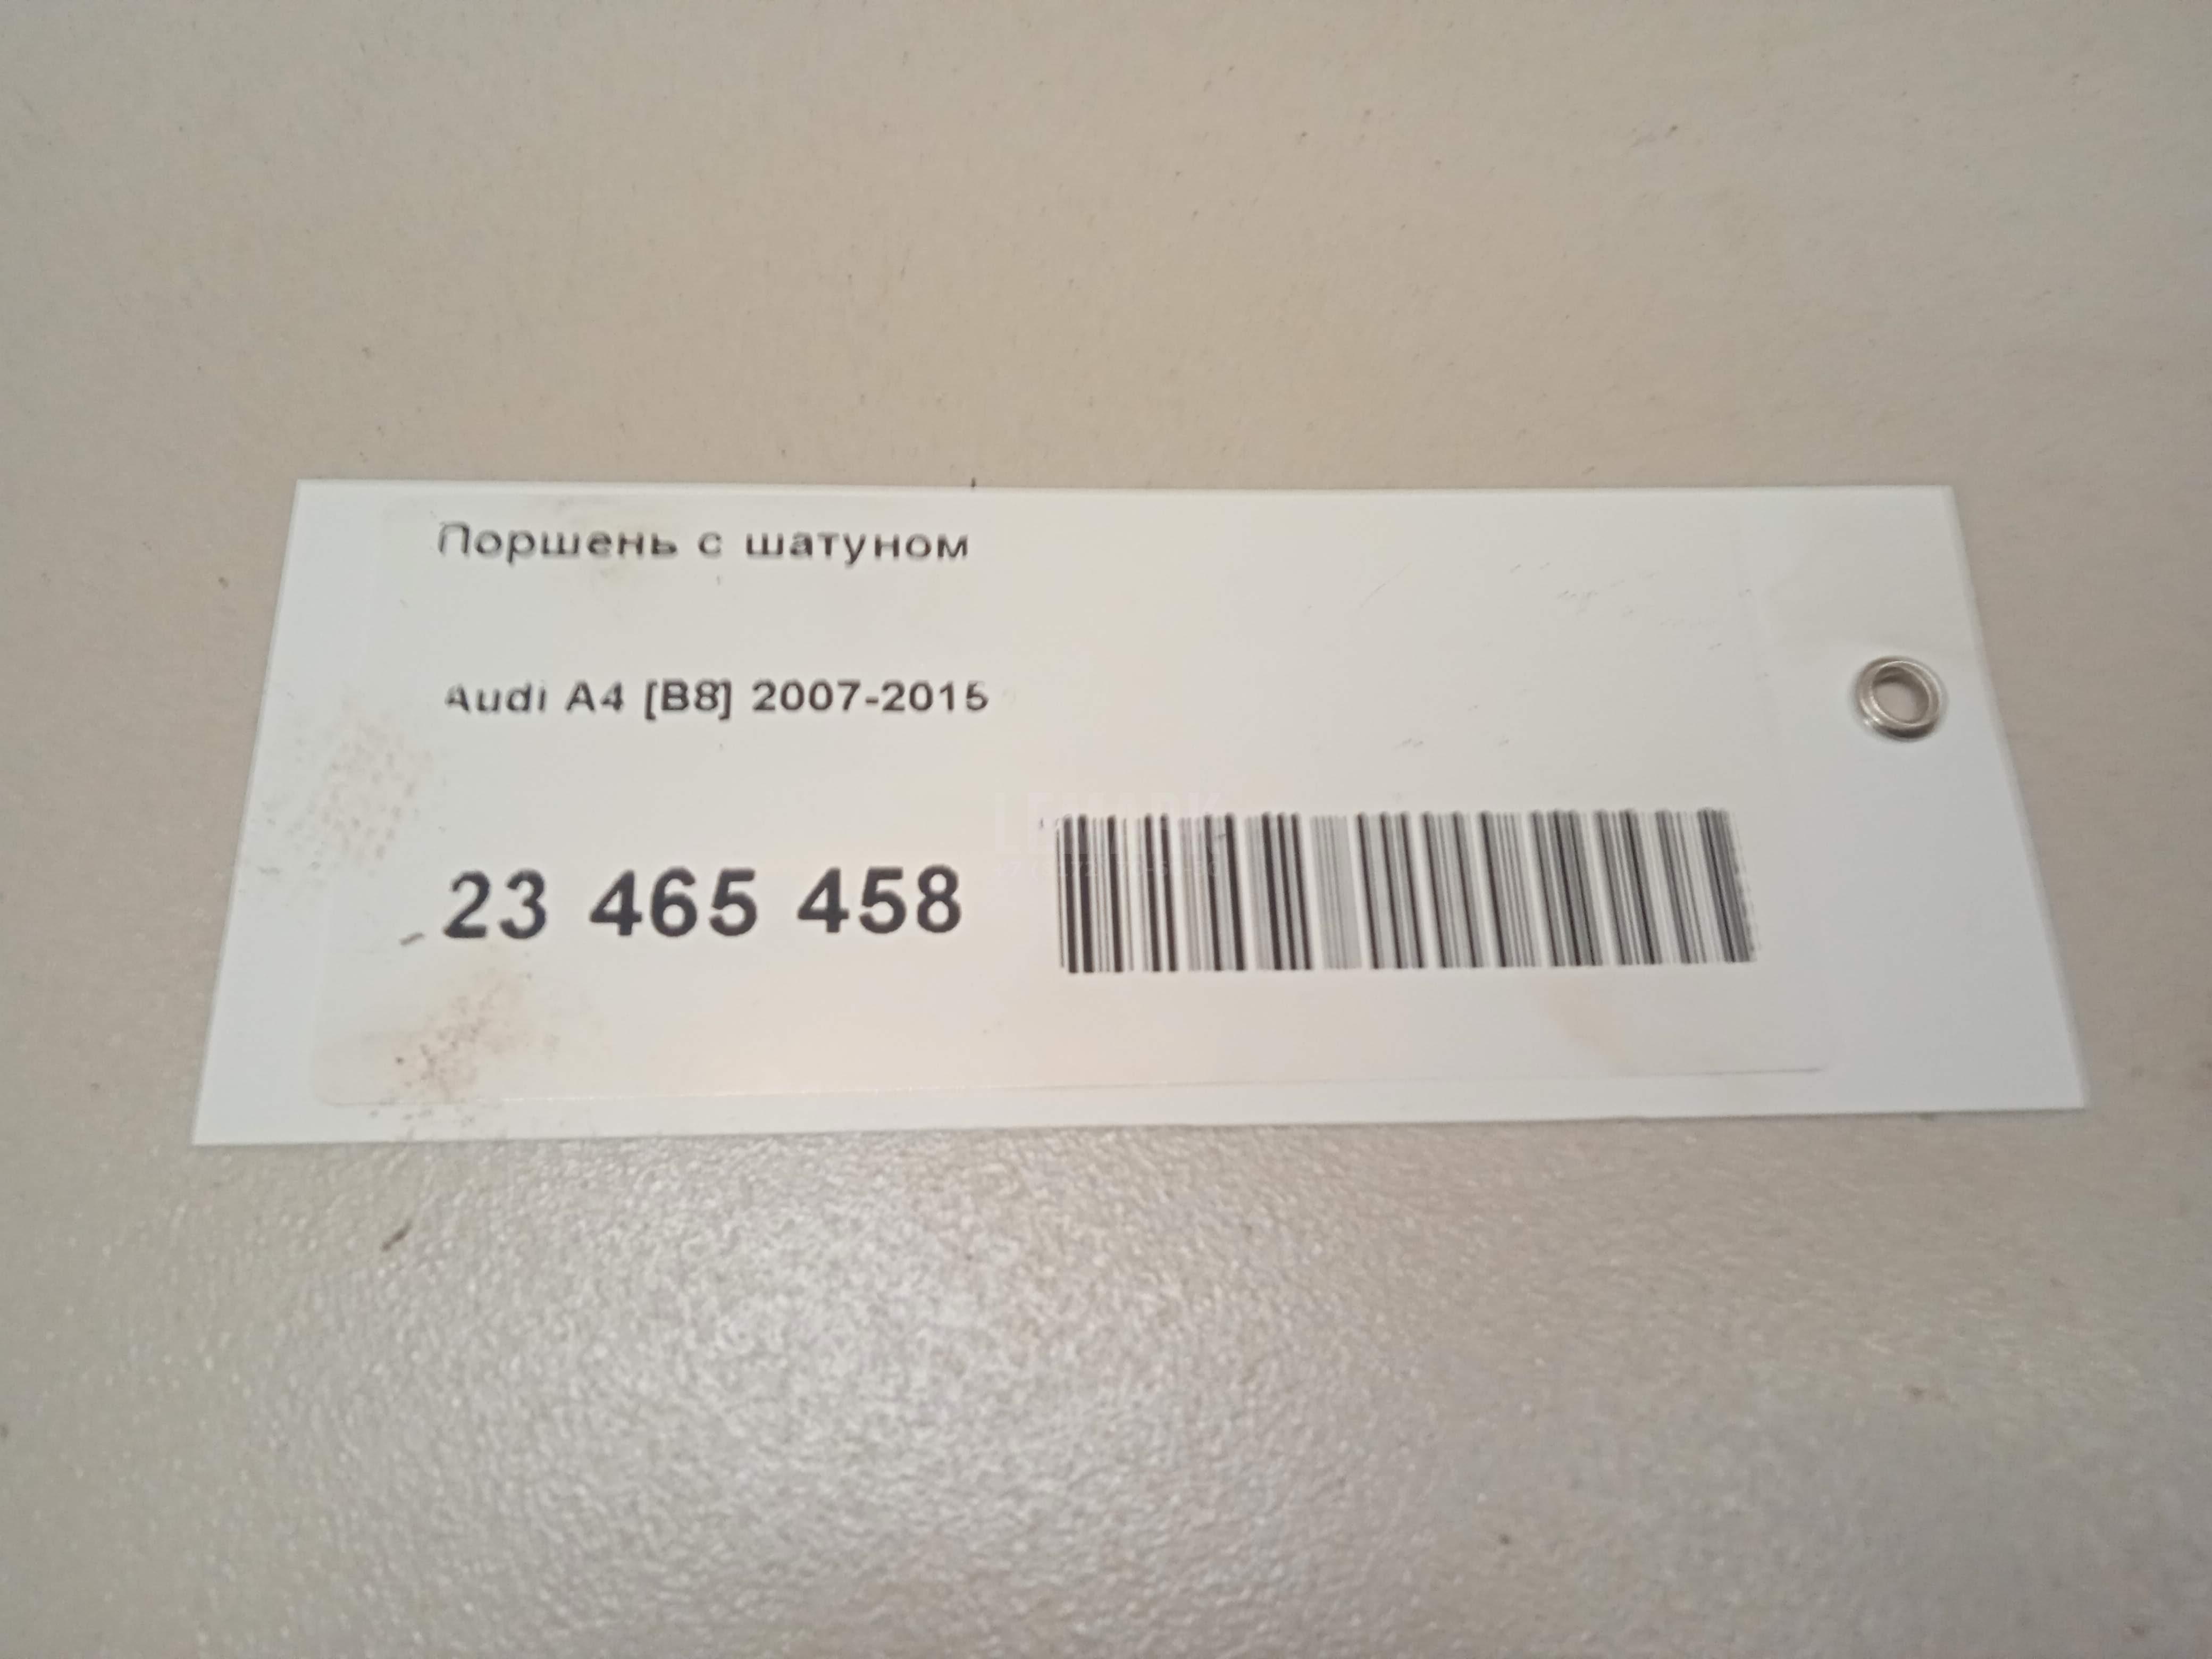 Поршень с шатуном
Audi A4 [B8] 2007-2015
23 465 458